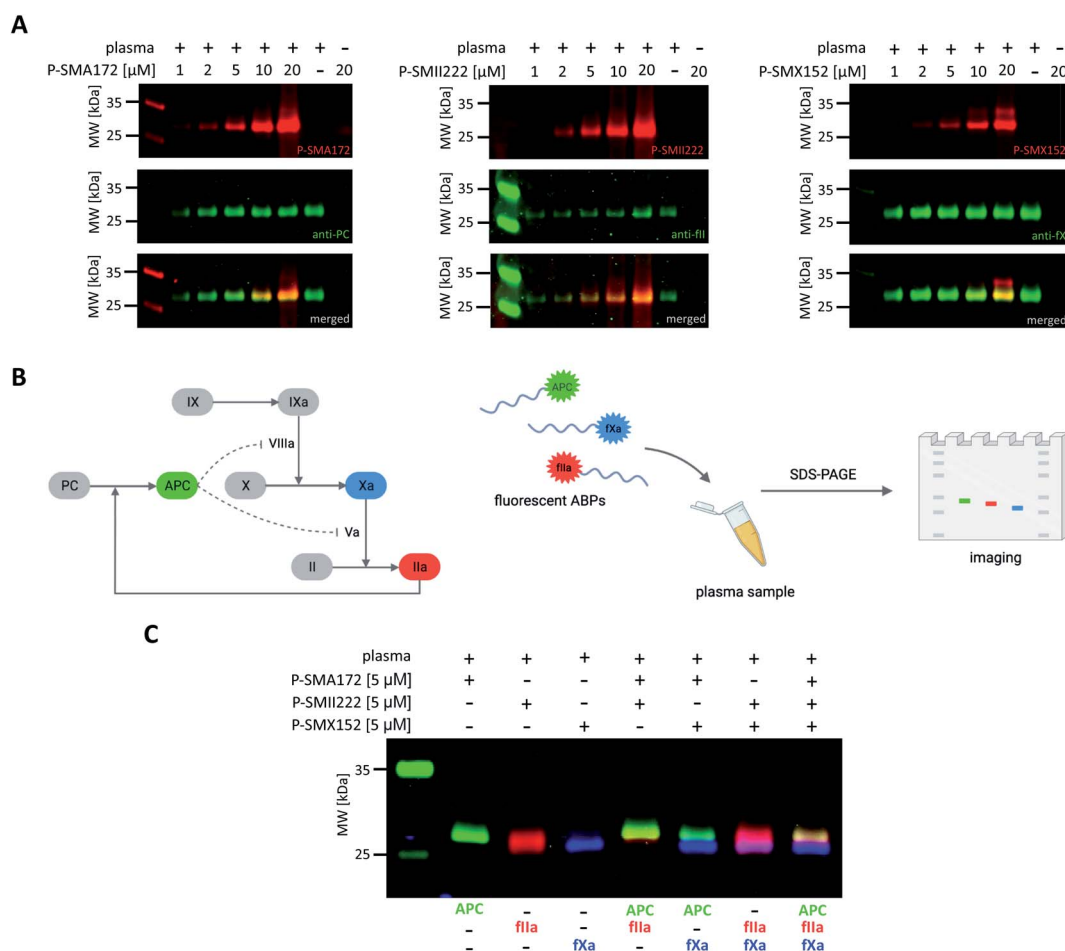 A
plasma + + + + + + –
P-SMA172 [μM] 1 2 5 10 20 – 20
MW [kDa] 35 25
P-SMA172
MW [kDa] 35 25
anti-PC
MW [kDa] 35 25
merged
plasma + + + + + + –
P-SMII222 [μM] 1 2 5 10 20 – 20
MW [kDa] 35 25
P-SMII222
MW [kDa] 35 25
anti-fII
MW [kDa] 35 25
merged
plasma + + + + + + –
P-SMX152 [μM] 1 2 5 10 20 – 20
MW [kDa] 35 25
P-SMX152
MW [kDa] 35 25
anti-fX
MW [kDa] 35 25
merged
B
IX IXa
VIIIa
PC APC X Xa
Va
II IIa
APC
fXa
fIIa
fluorescent ABPs
plasma sample
SDS-PAGE
imaging
C
plasma + + + + + + +
P-SMA172 [5 μM] + – – + + – +
P-SMII222 [5 μM] – + – + – + +
P-SMX152 [5 μM] – – + – + + +
MW [kDa] 35 25
APC – – APC APC – APC
– fIIa – fIIa – fIIa fIIa
– – fXa – fXa fXa fXa